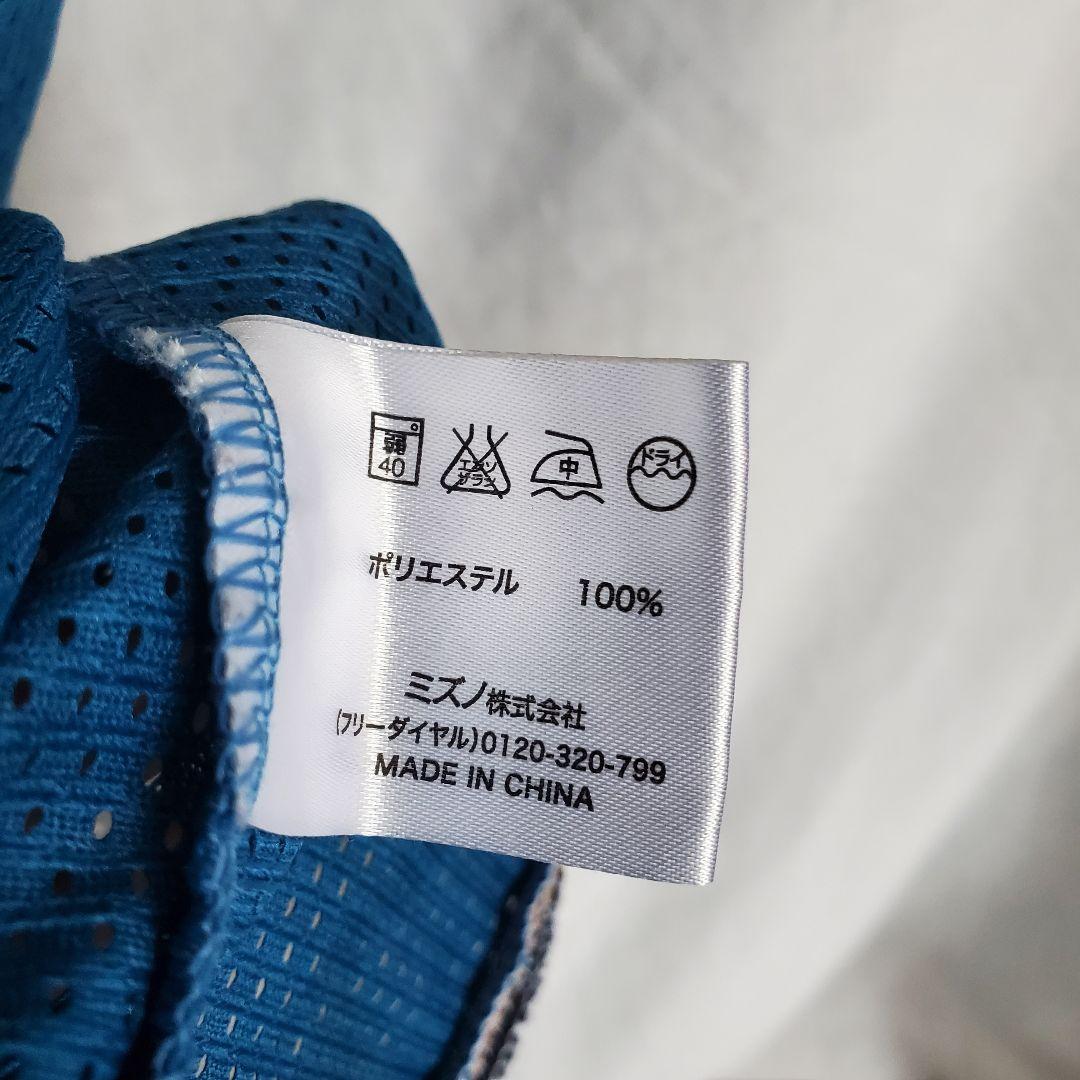 弱
40
エンソ
サラシ
中
ドライ
ポリエステル 100%
ミズノ株式会社
(フリーダイヤル)0120-320-799
MADE IN CHINA